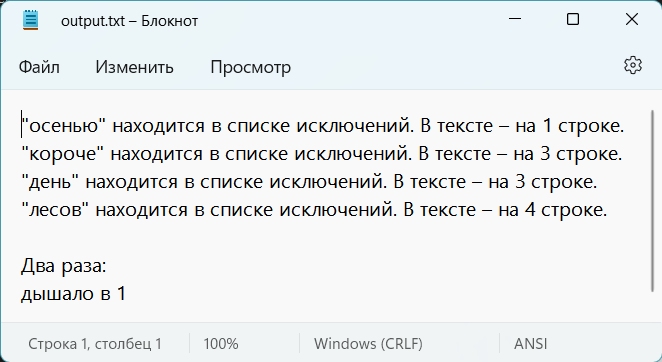 output.txt – Блокнот
Файл Изменить Просмотр
"осенью" находится в списке исключений. В тексте – на 1 строке.
"короче" находится в списке исключений. В тексте – на 3 строке.
"день" находится в списке исключений. В тексте – на 3 строке.
"лесов" находится в списке исключений. В тексте – на 4 строке.
Два раза:
дышало в 1
Строка 1, столбец 1 100% Windows (CRLF) ANSI